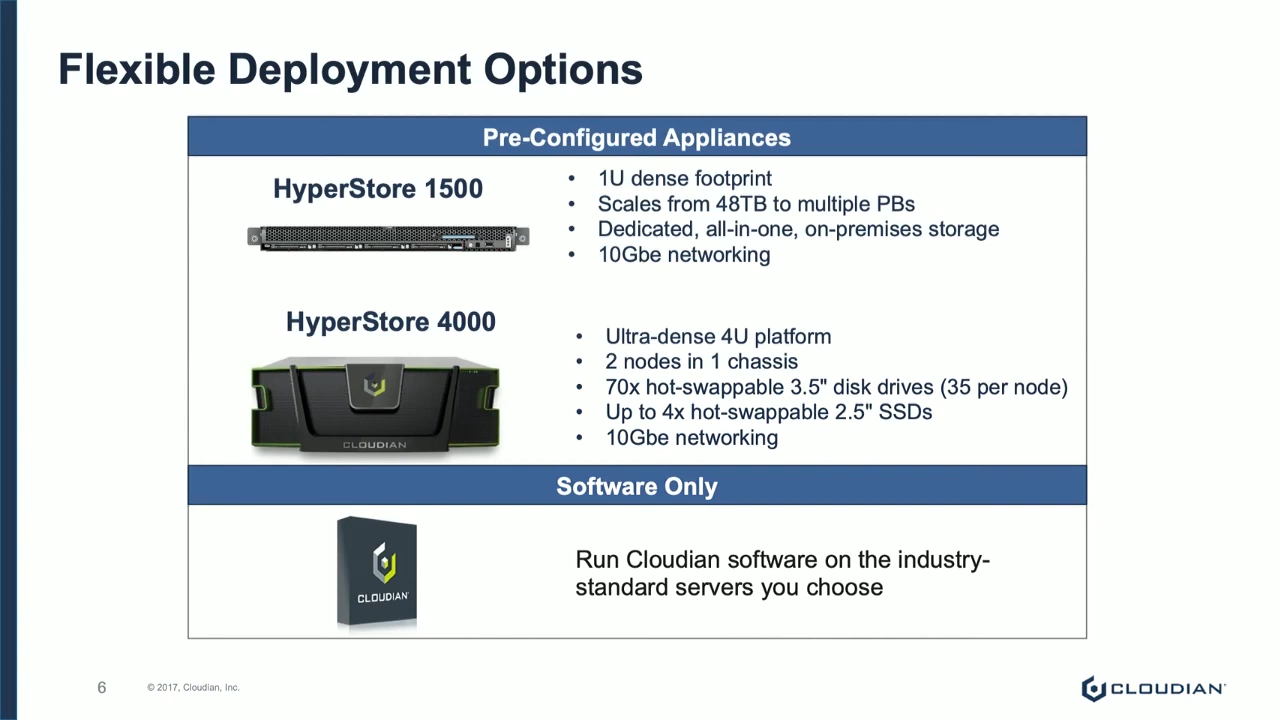 Flexible Deployment Options
Pre-Configured Appliances
HyperStore 1500
• 1U dense footprint
• Scales from 48TB to multiple PBs
• Dedicated, all-in-one, on-premises storage
• 10Gbe networking
HyperStore 4000
• Ultra-dense 4U platform
• 2 nodes in 1 chassis
• 70x hot-swappable 3.5" disk drives (35 per node)
• Up to 4x hot-swappable 2.5" SSDs
• 10Gbe networking
CLOUDIAN
Software Only
CLOUDIAN
Run Cloudian software on the industry-
standard servers you choose
6
© 2017, Cloudian, Inc.
CLOUDIAN